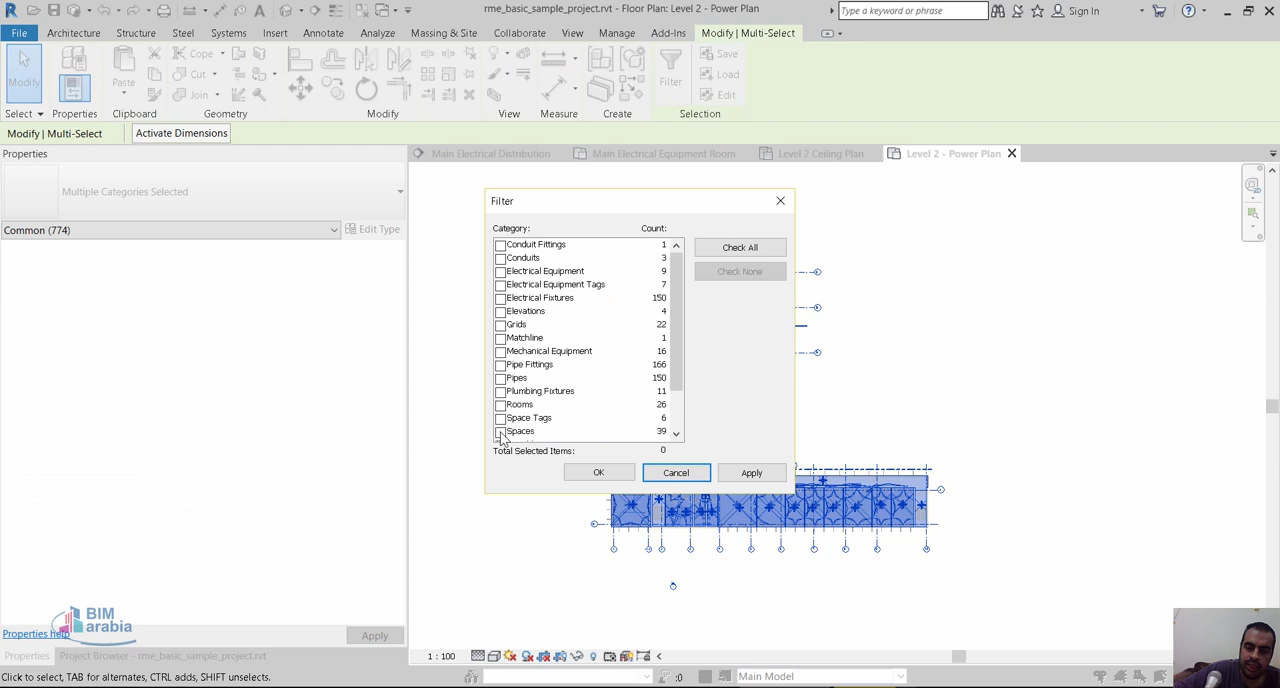 rme_basic_sample_project.rvt - Floor Plan: Level 2 - Power Plan
Type a keyword or phrase
Sign In
File Architecture Structure Steel Systems Insert Annotate Analyze Massing & Site Collaborate View Manage Add-Ins Modify | Multi-Select
Modify
Paste
Cope
Cut
Join
Filter
Save
Load
Edit
Select Properties Clipboard Geometry Modify View Measure Create Selection
Modify | Multi-Select Activate Dimensions
Properties
Main Electrical Distribution Main Electrical Equipment Room Level 2 Ceiling Plan Level 2 - Power Plan
Multiple Categories Selected
Common (774) Edit Type
Filter
Category: Count:
Conduit Fittings 1
Conduits 3
Electrical Equipment 9
Electrical Equipment Tags 7
Electrical Fixtures 150
Elevations 4
Grids 22
Matchline 1
Mechanical Equipment 16
Pipe Fittings 166
Pipes 150
Plumbing Fixtures 11
Rooms 26
Space Tags 6
Spaces 39
Check All
Check None
Total Selected Items: 0
OK Cancel Apply
BIM
arabia
Properties help Apply
Properties Project Browser - rme_basic_sample_project.rvt
1 : 100
Click to select, TAB for alternates, CTRL adds, SHIFT unselects.
:0 Main Model